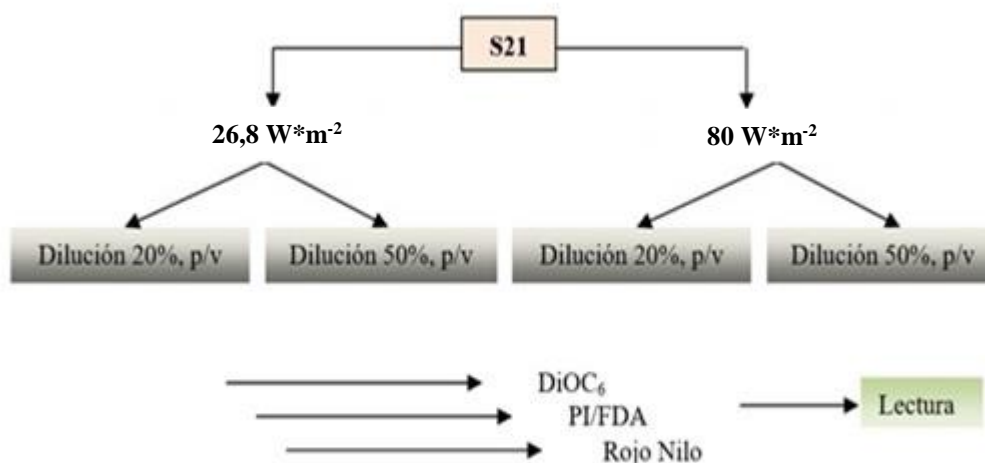 S21
26,8 W*m⁻²
80 W*m⁻²
Dilución 20%, p/v
Dilución 50%, p/v
Dilución 20%, p/v
Dilución 50%, p/v
DiOC₆
PI/FDA
Rojo Nilo
Lectura